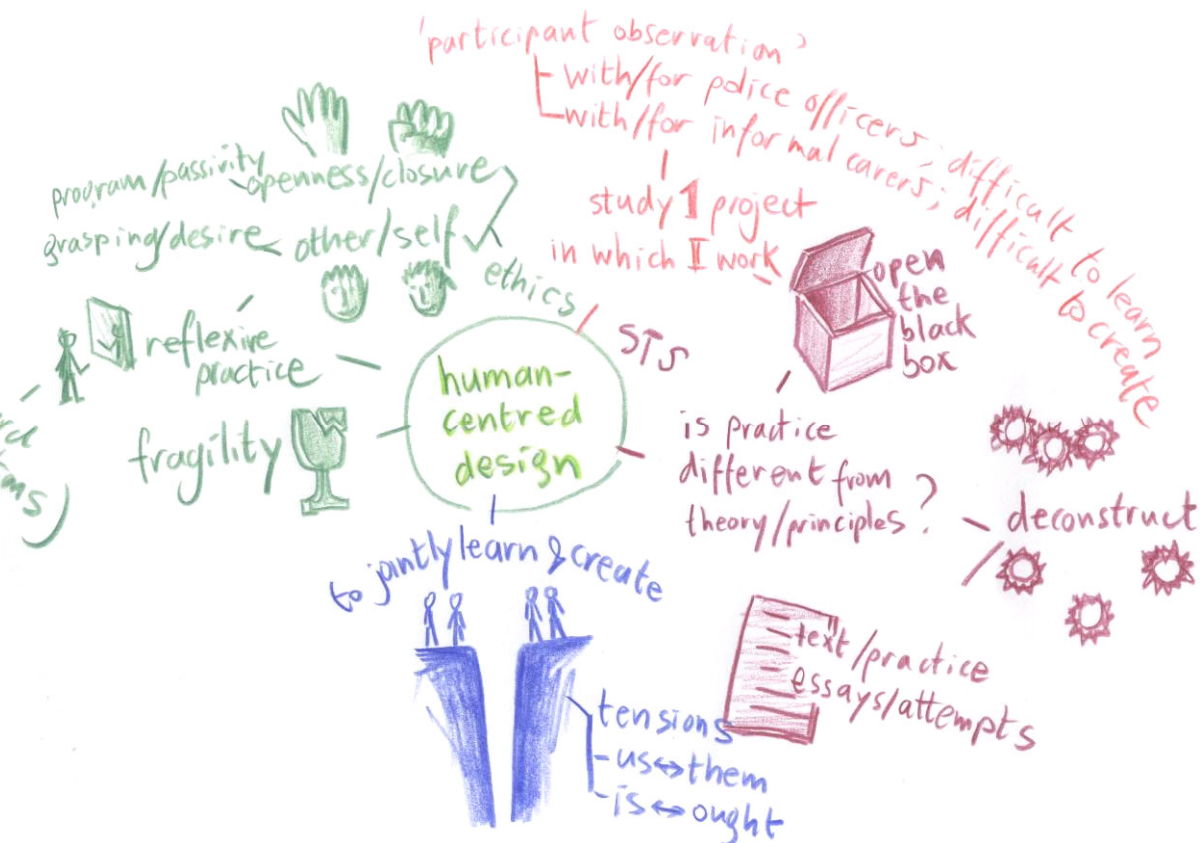 'participant observation'
with/for police officers; difficult to learn
with/for informal carers; difficult to create
study 1 project
in which I work
open
the
black
box
STS
is practice
different from
theory/principles?
deconstruct
text/practice
essays/attempts
human-
centred
design
ethics
program/passivity
openness/closure
grasping/desire
other/self
reflexive
practice
fragility
to jointly learn & create
tensions
-us↔them
-is↔ought